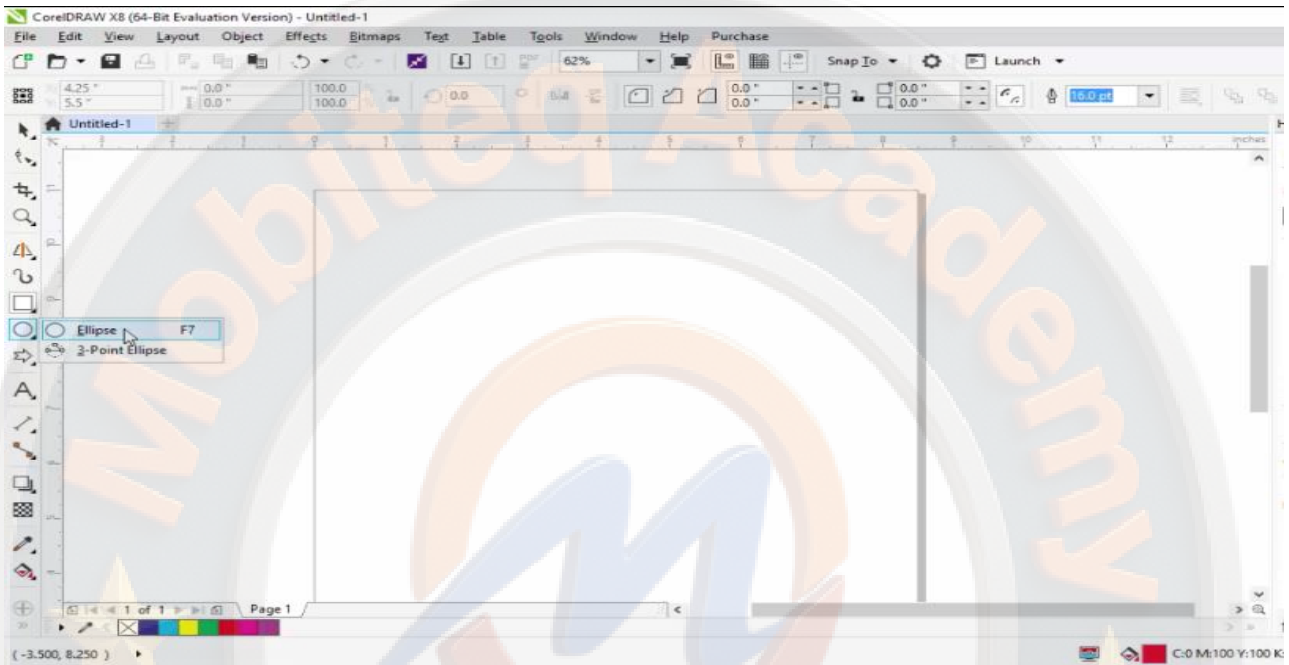 CorelDRAW X8 (64-Bit Evaluation Version) - Untitled-1
File Edit View Layout Object Effects Bitmaps Text Table Tools Window Help Purchase
62% Snap To Launch
4.25 " 0.0 " 100.0 0.0 0.0 " 0.0 " 16.0 pt
5.5 " 0.0 " 100.0 0.0 " 0.0 "
Untitled-1
inches
Ellipse F7
3-Point Ellipse
Mobiteq Academy
1 of 1 Page 1
( -3.500, 8.250 ) C:0 M:100 Y:100 K: